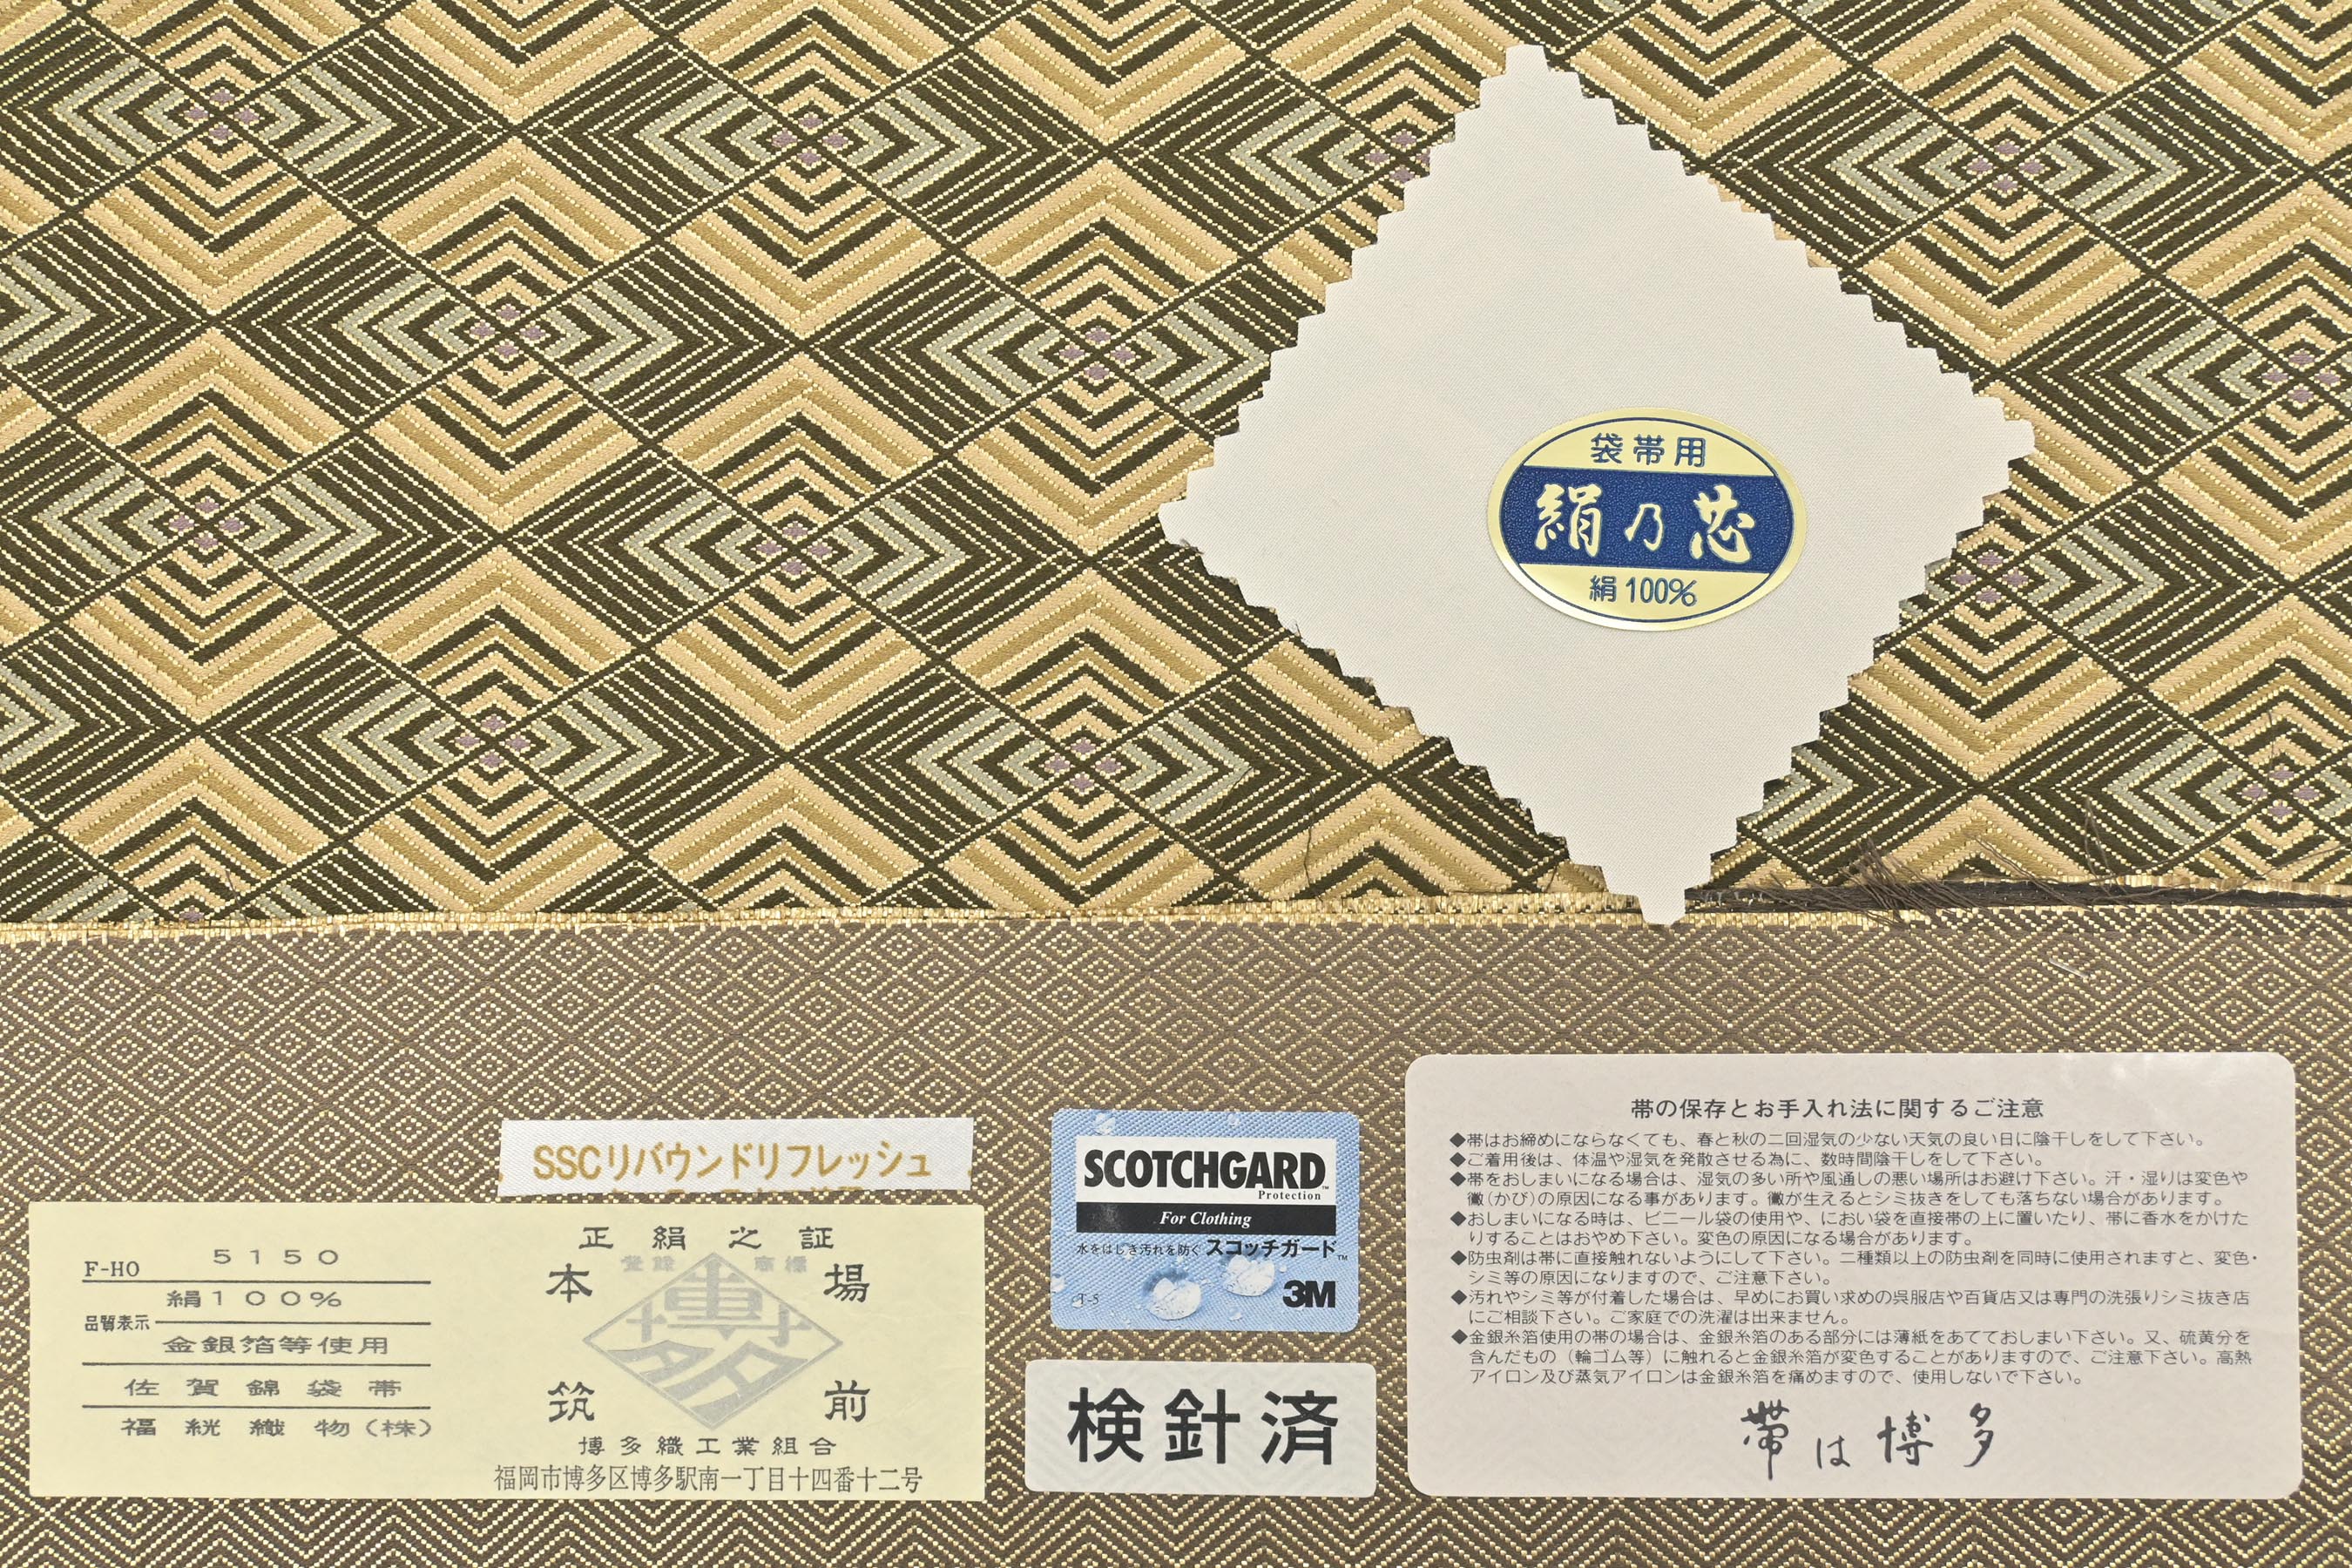 袋帯用
絹乃芯
絹100%
SSCリバウンドリフレッシュ
5150
F-HO
絹100%
品質表示
金銀箔等使用
佐賀錦袋帯
福絖織物(株)
正絹之証
登録 商標
本場
博多
筑前
博多織工業組合
福岡市博多区博多駅南一丁目十四番十二号
SCOTCHGARD™
Protection
For Clothing
水をはじき汚れを防ぐ スコッチガード™
T-5
3M
検針済
帯の保存とお手入れ法に関するご注意
◆帯はお締めにならなくても、春と秋の二回湿気の少ない天気の良い日に陰干しをして下さい。
◆ご着用後は、体温や湿気を発散させる為に、数時間陰干しをして下さい。
◆帯をおしまいになる場合は、湿気の多い所や風通しの悪い場所はお避け下さい。汗・湿りは変色や
黴(かび)の原因になる事があります。黴が生えるとシミ抜きをしても落ちない場合があります。
◆おしまいになる時は、ビニール袋の使用や、におい袋を直接帯の上に置いたり、帯に香水をかけた
りすることはおやめ下さい。変色の原因になる場合があります。
◆防虫剤は帯に直接触れないようにして下さい。二種類以上の防虫剤を同時に使用されますと、変色・
シミ等の原因になりますので、ご注意下さい。
◆汚れやシミ等が付着した場合は、早めにお買い求めの呉服店や百貨店又は専門の洗張りシミ抜き店
にご相談下さい。ご家庭での洗濯は出来ません。
◆金銀糸箔使用の帯の場合は、金銀糸箔のある部分には薄紙をあてておしまい下さい。又、硫黄分を
含んだもの（輪ゴム等）に触れると金銀糸箔が変色することがありますので、ご注意下さい。高熱
アイロン及び蒸気アイロンは金銀糸箔を痛めますので、使用しないで下さい。
帯は博多